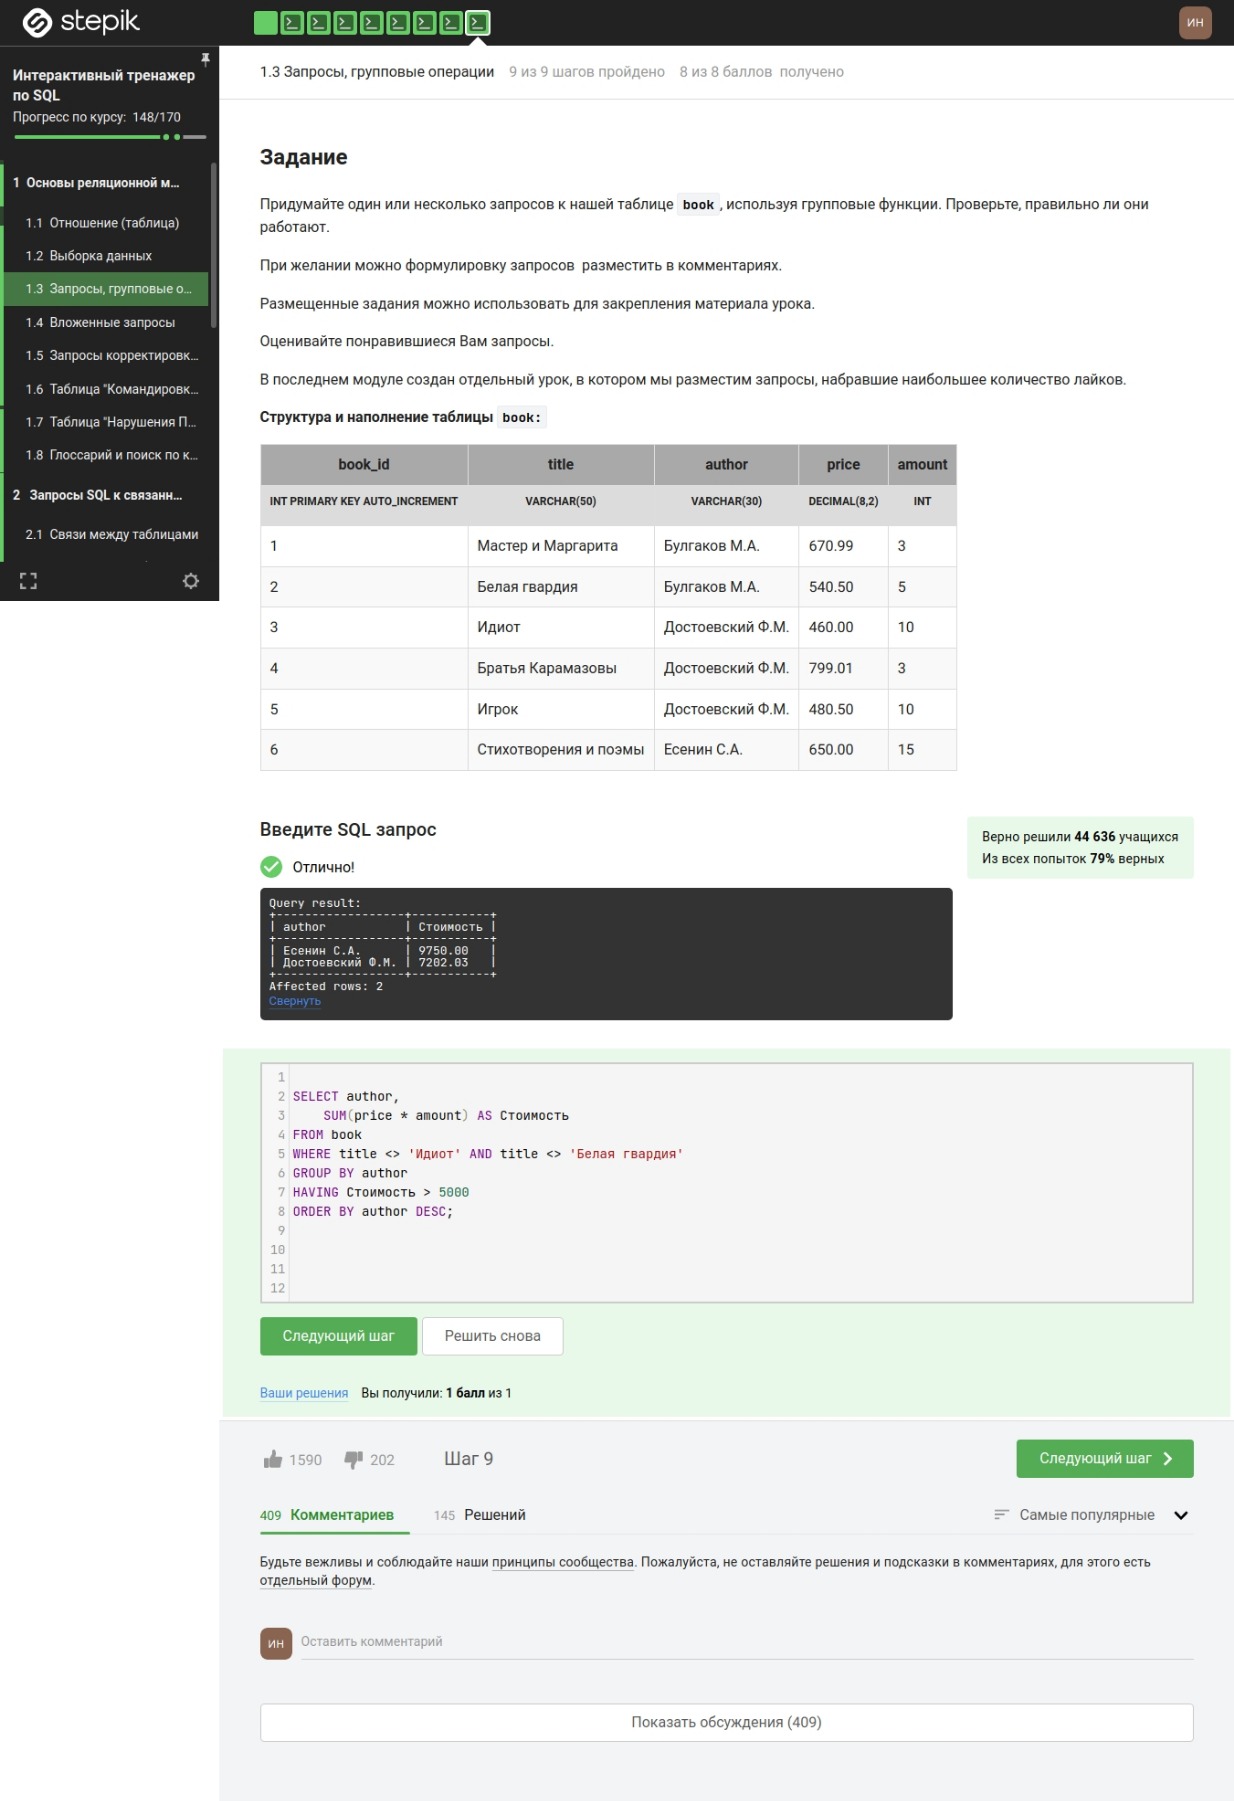 stepik
ИН
Интерактивный тренажер
по SQL
Прогресс по курсу: 148/170
1 Основы реляционной м...
1.1 Отношение (таблица)
1.2 Выборка данных
1.3 Запросы, групповые о...
1.4 Вложенные запросы
1.5 Запросы корректировк...
1.6 Таблица "Командировк...
1.7 Таблица "Нарушения П...
1.8 Глоссарий и поиск по к...
2 Запросы SQL к связанн...
2.1 Связи между таблицами
1.3 Запросы, групповые операции 9 из 9 шагов пройдено 8 из 8 баллов получено
Задание
Придумайте один или несколько запросов к нашей таблице book, используя групповые функции. Проверьте, правильно ли они
работают.
При желании можно формулировку запросов разместить в комментариях.
Размещенные задания можно использовать для закрепления материала урока.
Оценивайте понравившиеся Вам запросы.
В последнем модуле создан отдельный урок, в котором мы разместим запросы, набравшие наибольшее количество лайков.
Структура и наполнение таблицы book:
book_id title author price amount
INT PRIMARY KEY AUTO_INCREMENT VARCHAR(50) VARCHAR(30) DECIMAL(8,2) INT
1 Мастер и Маргарита Булгаков М.А. 670.99 3
2 Белая гвардия Булгаков М.А. 540.50 5
3 Идиот Достоевский Ф.М. 460.00 10
4 Братья Карамазовы Достоевский Ф.М. 799.01 3
5 Игрок Достоевский Ф.М. 480.50 10
6 Стихотворения и поэмы Есенин С.А. 650.00 15
Введите SQL запрос
Верно решили 44 636 учащихся
Из всех попыток 79% верных
Отлично!
Query result:
+------------------+-----------+
| author | Стоимость |
+------------------+-----------+
| Есенин С.А. | 9750.00 |
| Достоевский Ф.М. | 7202.03 |
+------------------+-----------+
Affected rows: 2
Свернуть
1
2 SELECT author,
3 SUM(price * amount) AS Стоимость
4 FROM book
5 WHERE title <> 'Идиот' AND title <> 'Белая гвардия'
6 GROUP BY author
7 HAVING Стоимость > 5000
8 ORDER BY author DESC;
9
10
11
12
Следующий шаг Решить снова
Ваши решения Вы получили: 1 балл из 1
1590 202 Шаг 9 Следующий шаг
409 Комментариев 145 Решений Самые популярные
Будьте вежливы и соблюдайте наши принципы сообщества. Пожалуйста, не оставляйте решения и подсказки в комментариях, для этого есть
отдельный форум.
ИН Оставить комментарий
Показать обсуждения (409)